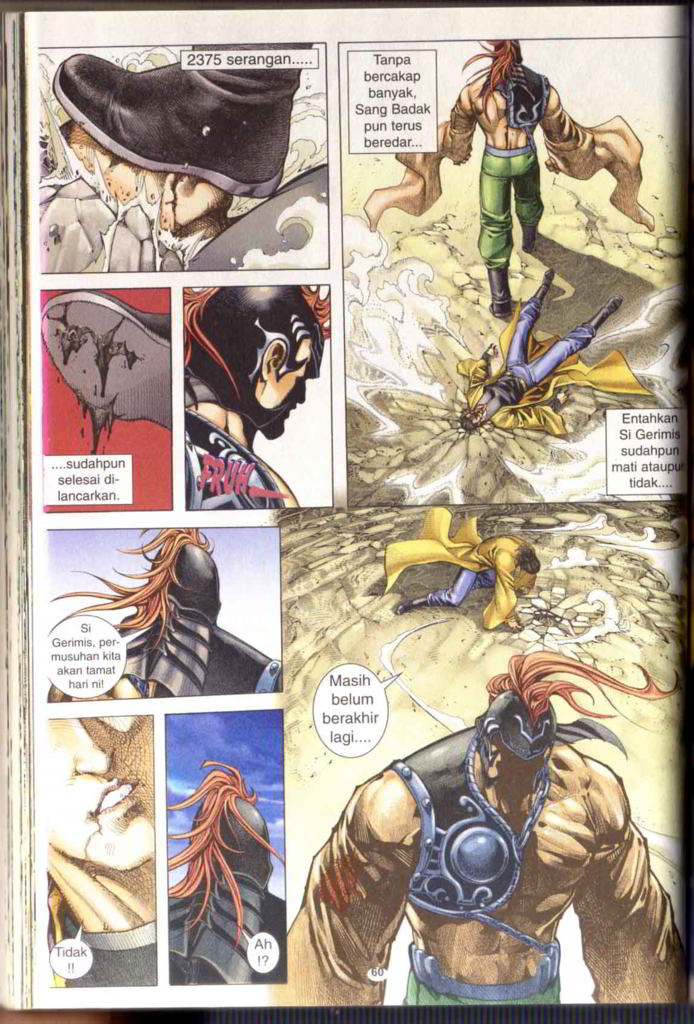 2375 serangan.....
....sudahpun
selesai di-
lancarkan.
FRUH
Tanpa
bercakap
banyak,
Sang Badak
pun terus
beredar...
Entahkan
Si Gerimis
sudahpun
mati ataupun
tidak....
Si
Gerimis, per-
musuhan kita
akan tamat
hari ni!
Tidak
!!
Ah
!?
Masih
belum
berakhir
lagi....
60